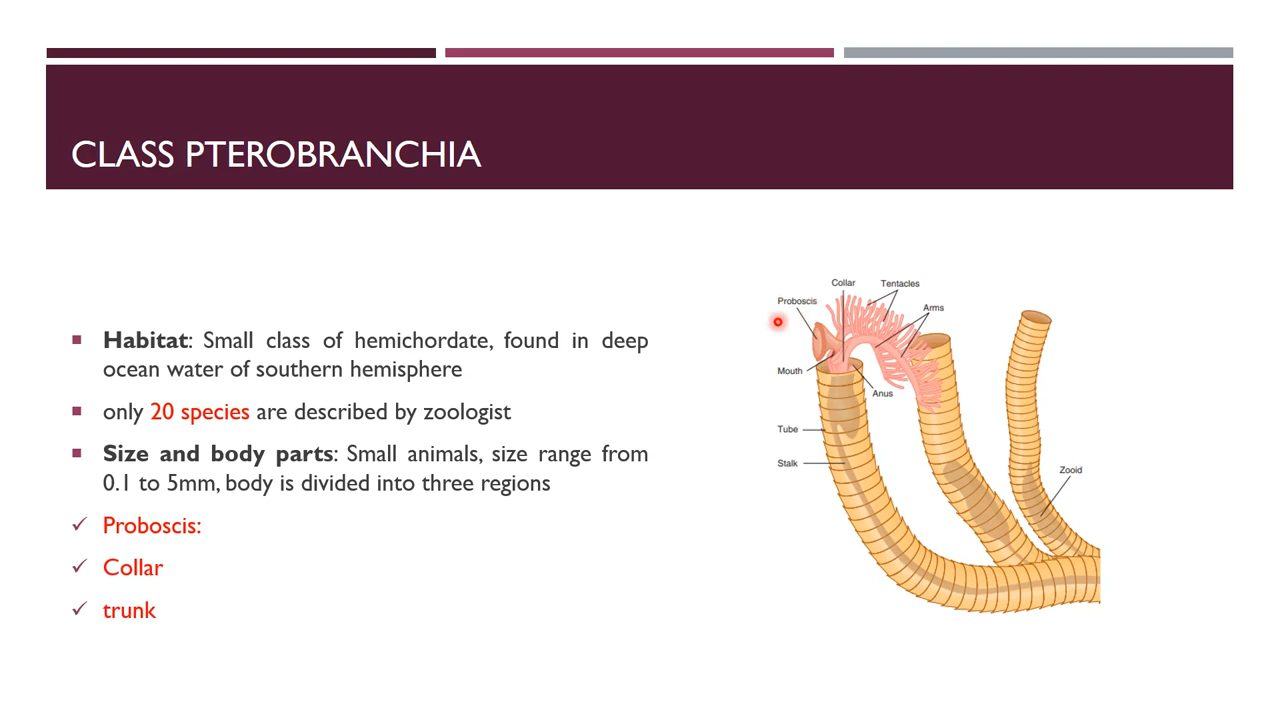 CLASS PTEROBRANCHIA
Habitat: Small class of hemichordate, found in deep
ocean water of southern hemisphere
only 20 species are described by zoologist
Size and body parts: Small animals, size range from
0.1 to 5mm, body is divided into three regions
Proboscis:
Collar
trunk
Collar
Tentacles
Proboscis
Arms
Mouth
Anus
Tube
Stalk
Zooid